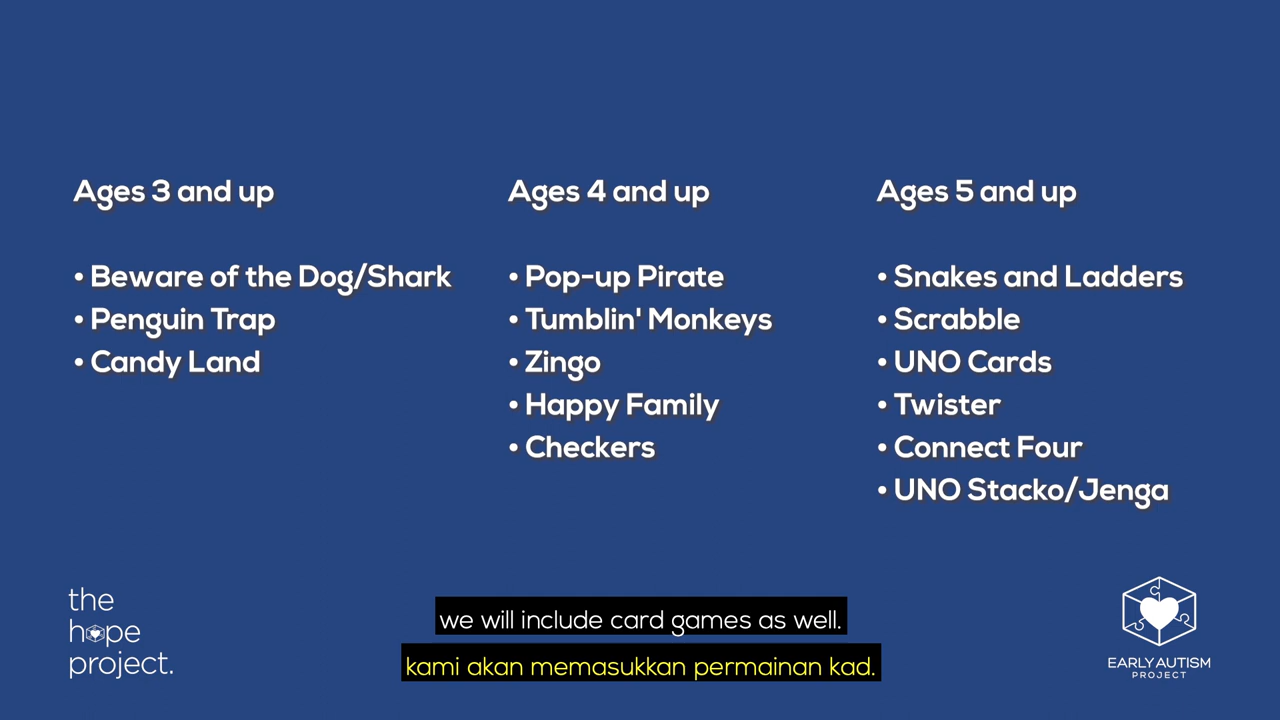 Ages 3 and up
• Beware of the Dog/Shark
• Penguin Trap
• Candy Land
Ages 4 and up
• Pop-up Pirate
• Tumblin' Monkeys
• Zingo
• Happy Family
• Checkers
Ages 5 and up
• Snakes and Ladders
• Scrabble
• UNO Cards
• Twister
• Connect Four
• UNO Stacko/Jenga
the
hope
project.
we will include card games as well.
kami akan memasukkan permainan kad.
EARLY AUTISM
PROJECT